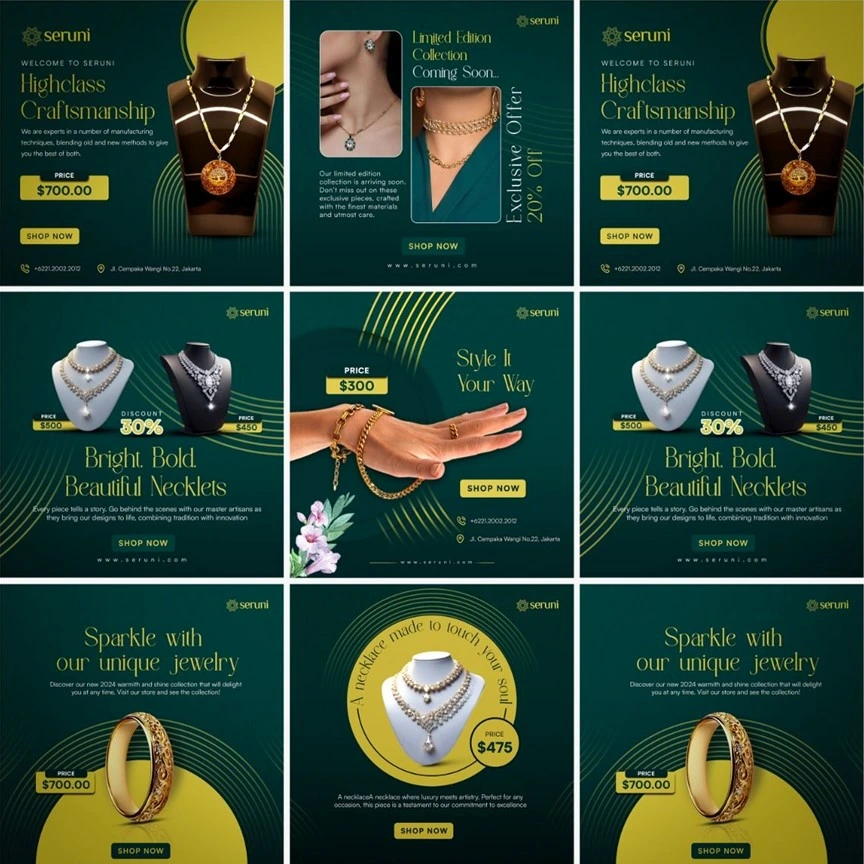 seruni
WELCOME TO SERUNI
Highclass
Craftsmanship
We are experts in a number of manufacturing
techniques, blending old and new methods to give
you the best of both.
PRICE
$700.00
SHOP NOW
+6221.2002.2012
Jl. Cempaka Wangi No.22, Jakarta
seruni
Limited Edition
Collection
Coming Soon...
Our limited edition
collection is arriving soon.
Don't miss out on these
exclusive pieces, crafted
with the finest materials
and utmost care.
Exclusive Offer
20% Off
SHOP NOW
www.seruni.com
seruni
WELCOME TO SERUNI
Highclass
Craftsmanship
We are experts in a number of manufacturing
techniques, blending old and new methods to give
you the best of both.
PRICE
$700.00
SHOP NOW
+6221.2002.2012
Jl. Cempaka Wangi No.22, Jakarta
seruni
PRICE
$500
DISCOUNT
30%
PRICE
$450
Bright. Bold.
Beautiful Necklets
Every piece tells a story. Go behind the scenes with our master artisans as
they bring our designs to life, combining tradition with innovation
SHOP NOW
www.seruni.com
seruni
PRICE
$300
Style It
Your Way
SHOP NOW
+6221.2002.2012
Jl. Cempaka Wangi No.22, Jakarta
www.seruni.com
seruni
PRICE
$500
DISCOUNT
30%
PRICE
$450
Bright. Bold.
Beautiful Necklets
Every piece tells a story. Go behind the scenes with our master artisans as
they bring our designs to life, combining tradition with innovation
SHOP NOW
www.seruni.com
seruni
Sparkle with
our unique jewelry
Discover our new 2024 warmth and shine collection that will delight
you at any time, Visit our store and see the collection!
PRICE
$700.00
SHOP NOW
seruni
A necklace made to touch your soul
PRICE
$475
A necklaceA necklace where luxury meets artistry. Perfect for any
occasion, this piece is a testament to our commitment to excellence
SHOP NOW
seruni
Sparkle with
our unique jewelry
Discover our new 2024 warmth and shine collection that will delight
you at any time, Visit our store and see the collection!
PRICE
$700.00
SHOP NOW